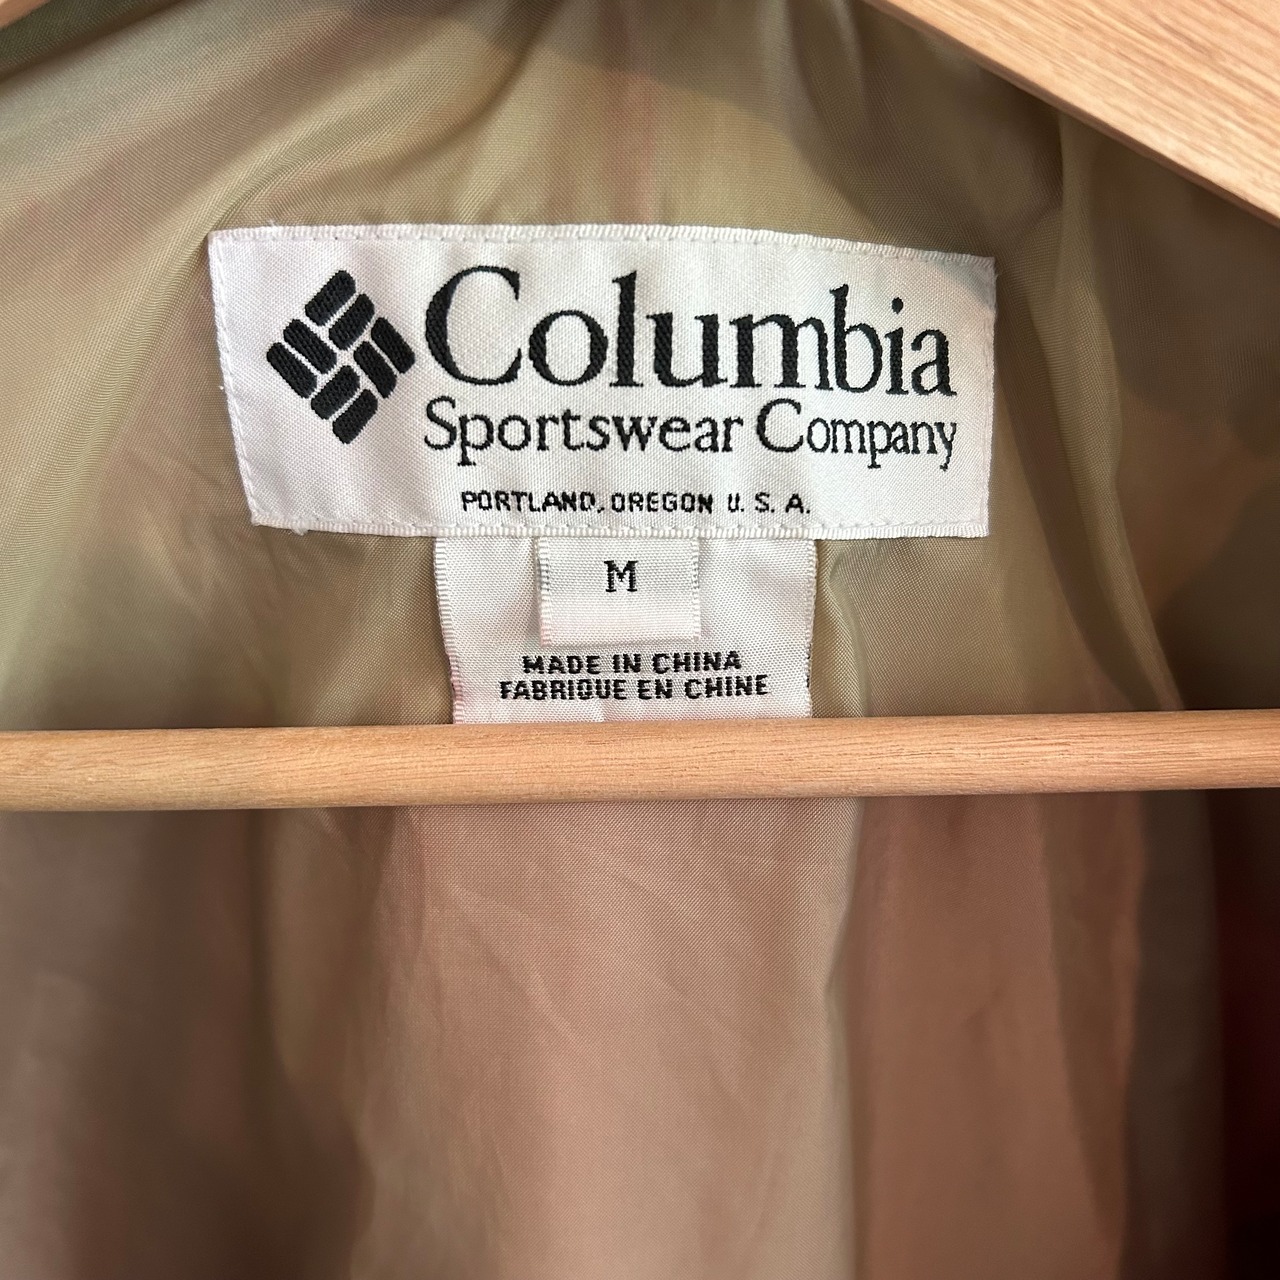 Columbia
Sportswear Company
PORTLAND, OREGON U. S. A.
M
MADE IN CHINA
FABRIQUE EN CHINE